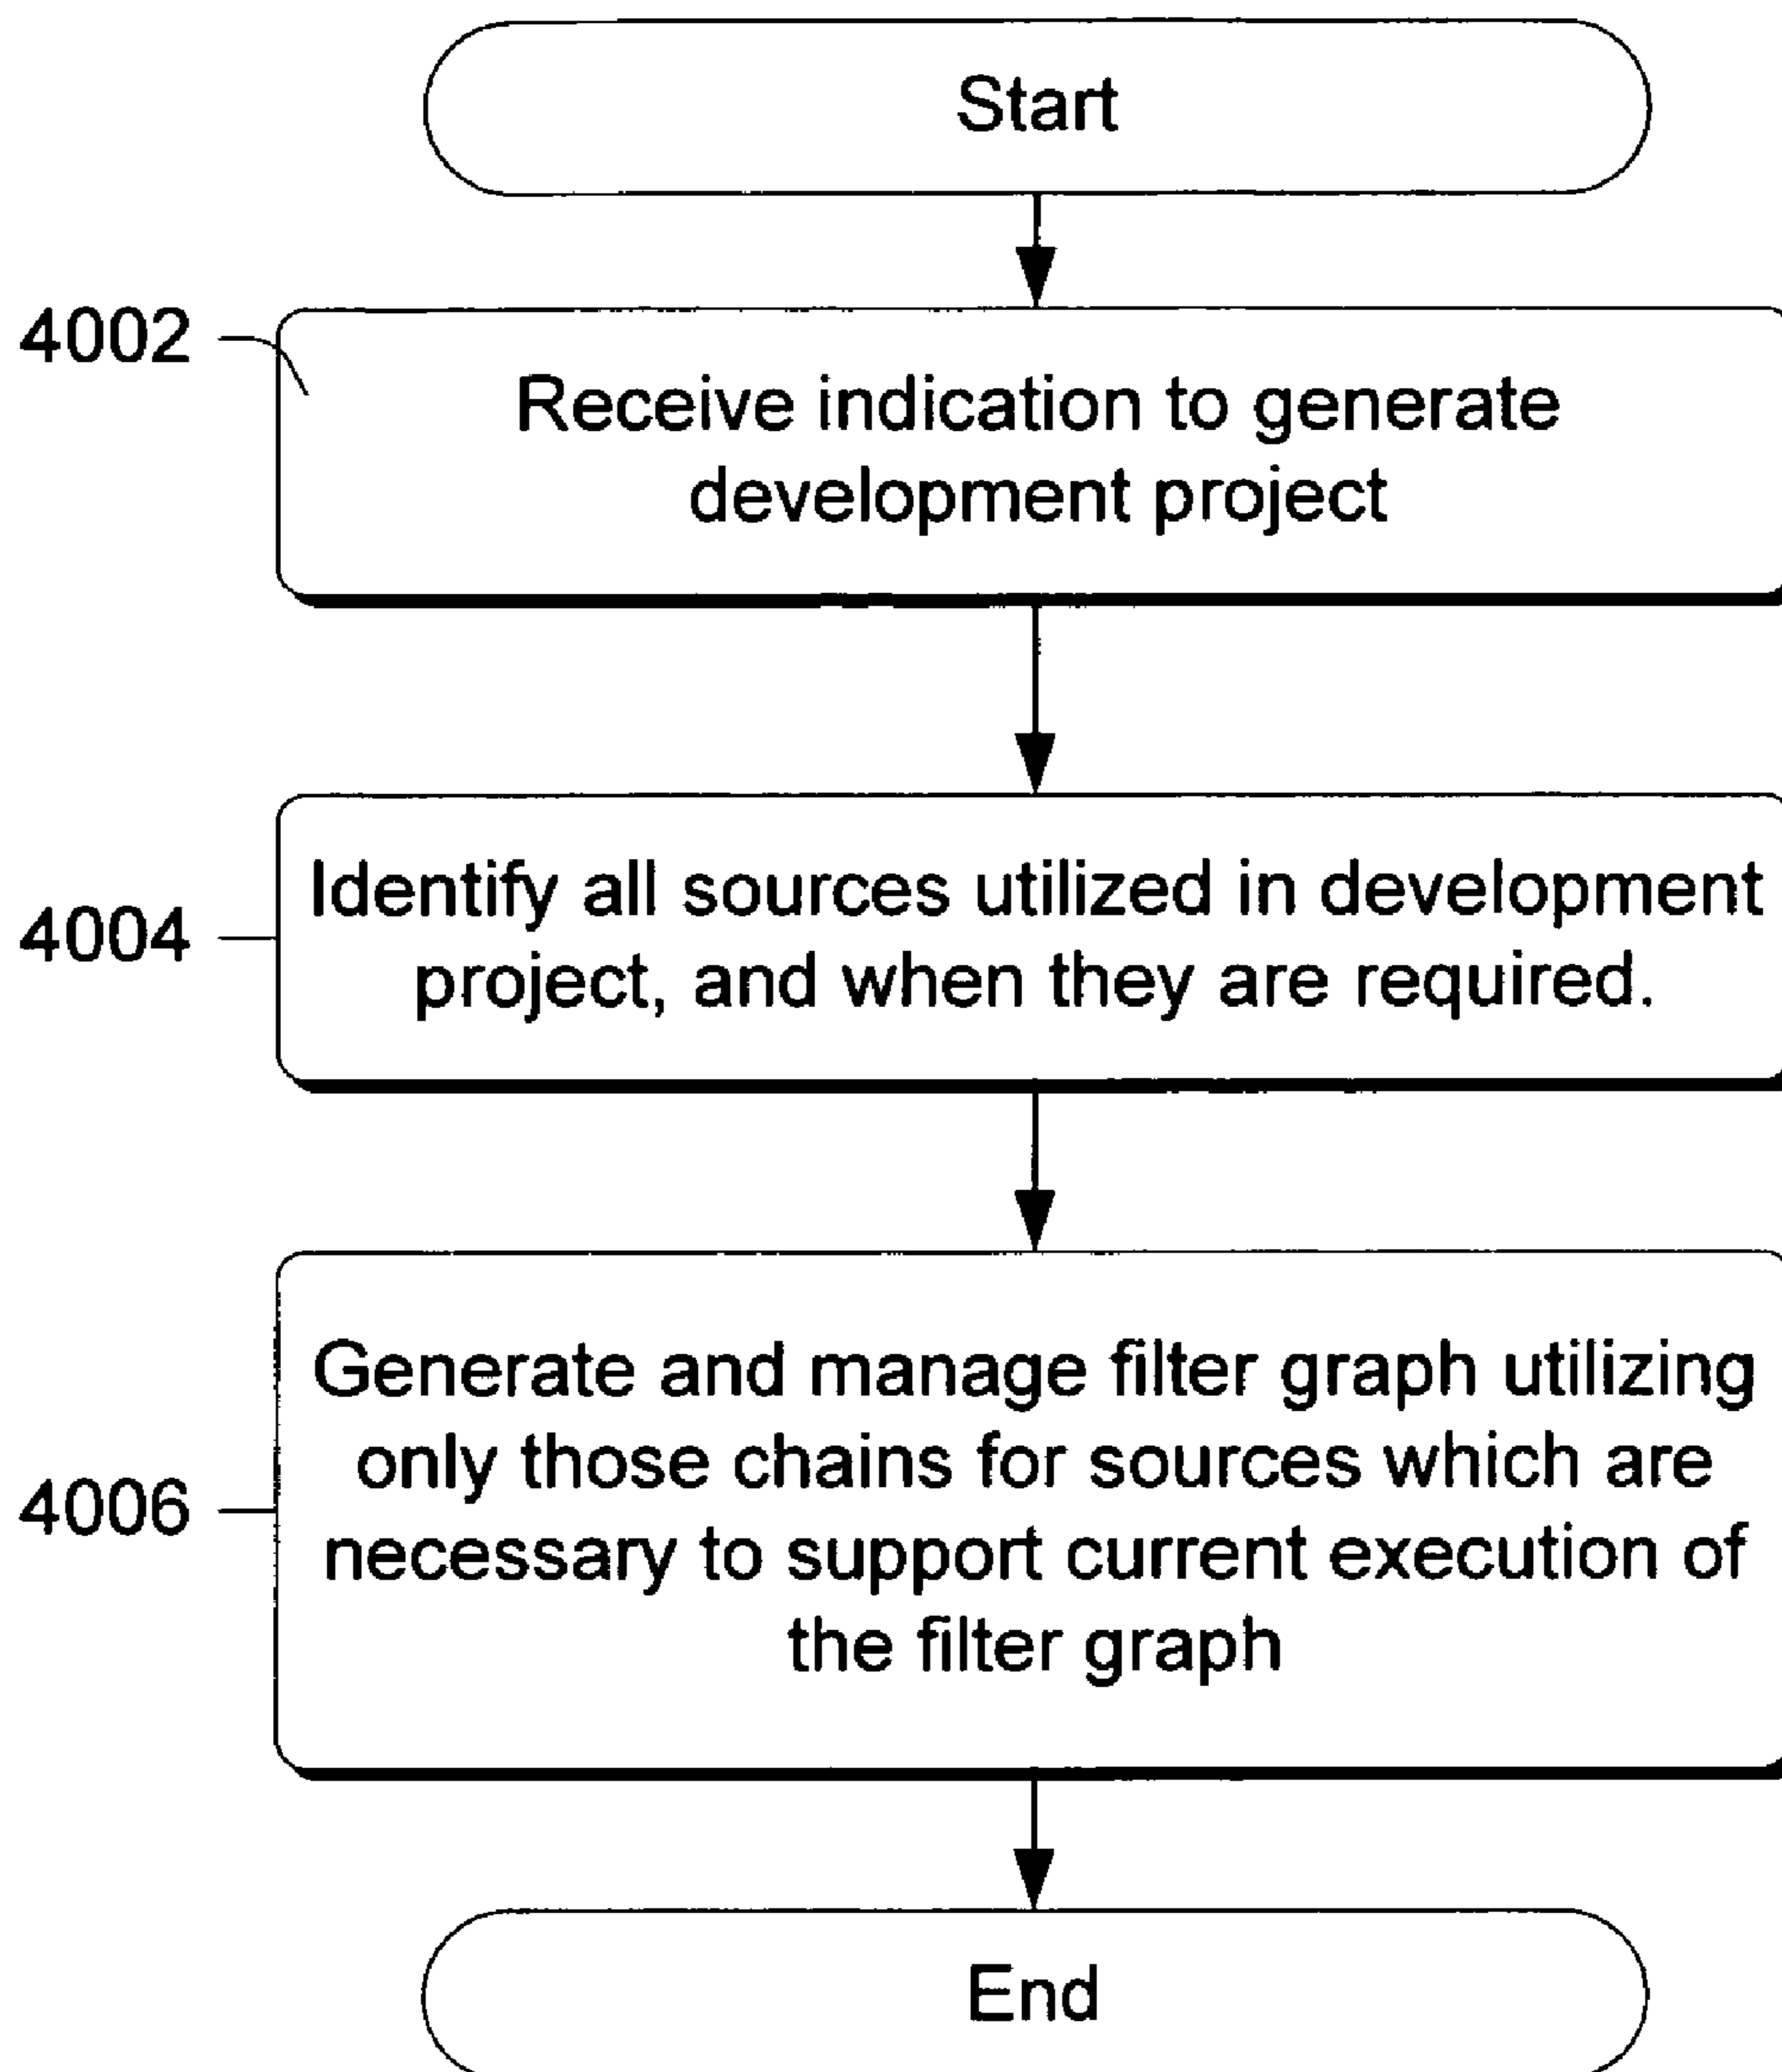 Start
4002
Receive indication to generate
development project
4004
Identify all sources utilized in development
project, and when they are required.
4006
Generate and manage filter graph utilizing
only those chains for sources which are
necessary to support current execution of
the filter graph
End